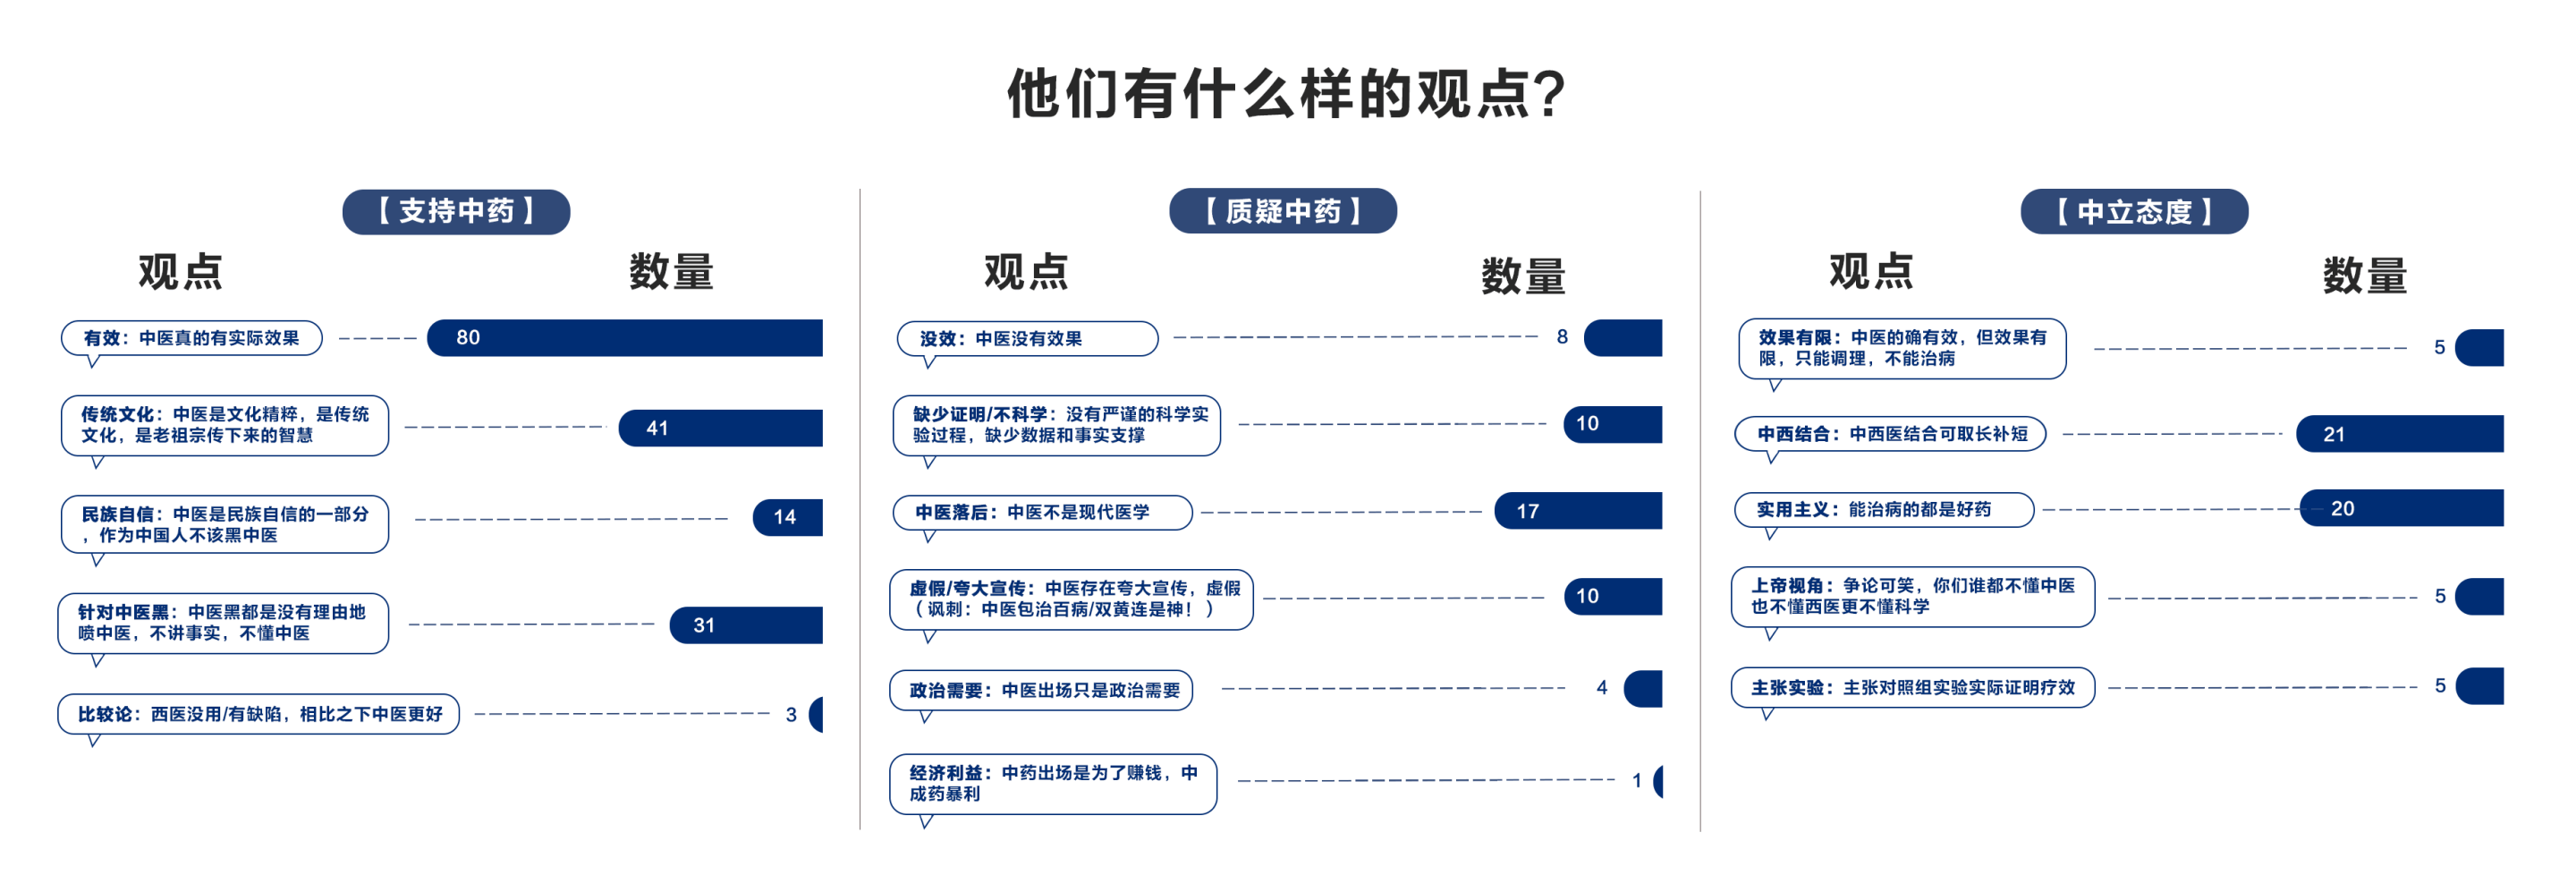 他们有什么样的观点?
【支持中药】
观点
数量
有效：中医真的有实际效果
80
传统文化：中医是文化精粹，是传统
文化，是老祖宗传下来的智慧
41
民族自信：中医是民族自信的一部分
，作为中国人不该黑中医
14
针对中医黑：中医黑都是没有理由地
喷中医，不讲事实，不懂中医
31
比较论：西医没用/有缺陷，相比之下中医更好
3
【质疑中药】
观点
数量
没效：中医没有效果
8
缺少证明/不科学：没有严谨的科学实
验过程，缺少数据和事实支撑
10
中医落后：中医不是现代医学
17
虚假/夸大宣传：中医存在夸大宣传，虚假
（讽刺：中医包治百病/双黄连是神！）
10
政治需要：中医出场只是政治需要
4
经济利益：中药出场是为了赚钱，中
成药暴利
1
【中立态度】
观点
数量
效果有限：中医的确有效，但效果有
限，只能调理，不能治病
5
中西结合：中西医结合可取长补短
21
实用主义：能治病的都是好药
20
上帝视角：争论可笑，你们谁都不懂中医
也不懂西医更不懂科学
5
主张实验：主张对照组实验实际证明疗效
5